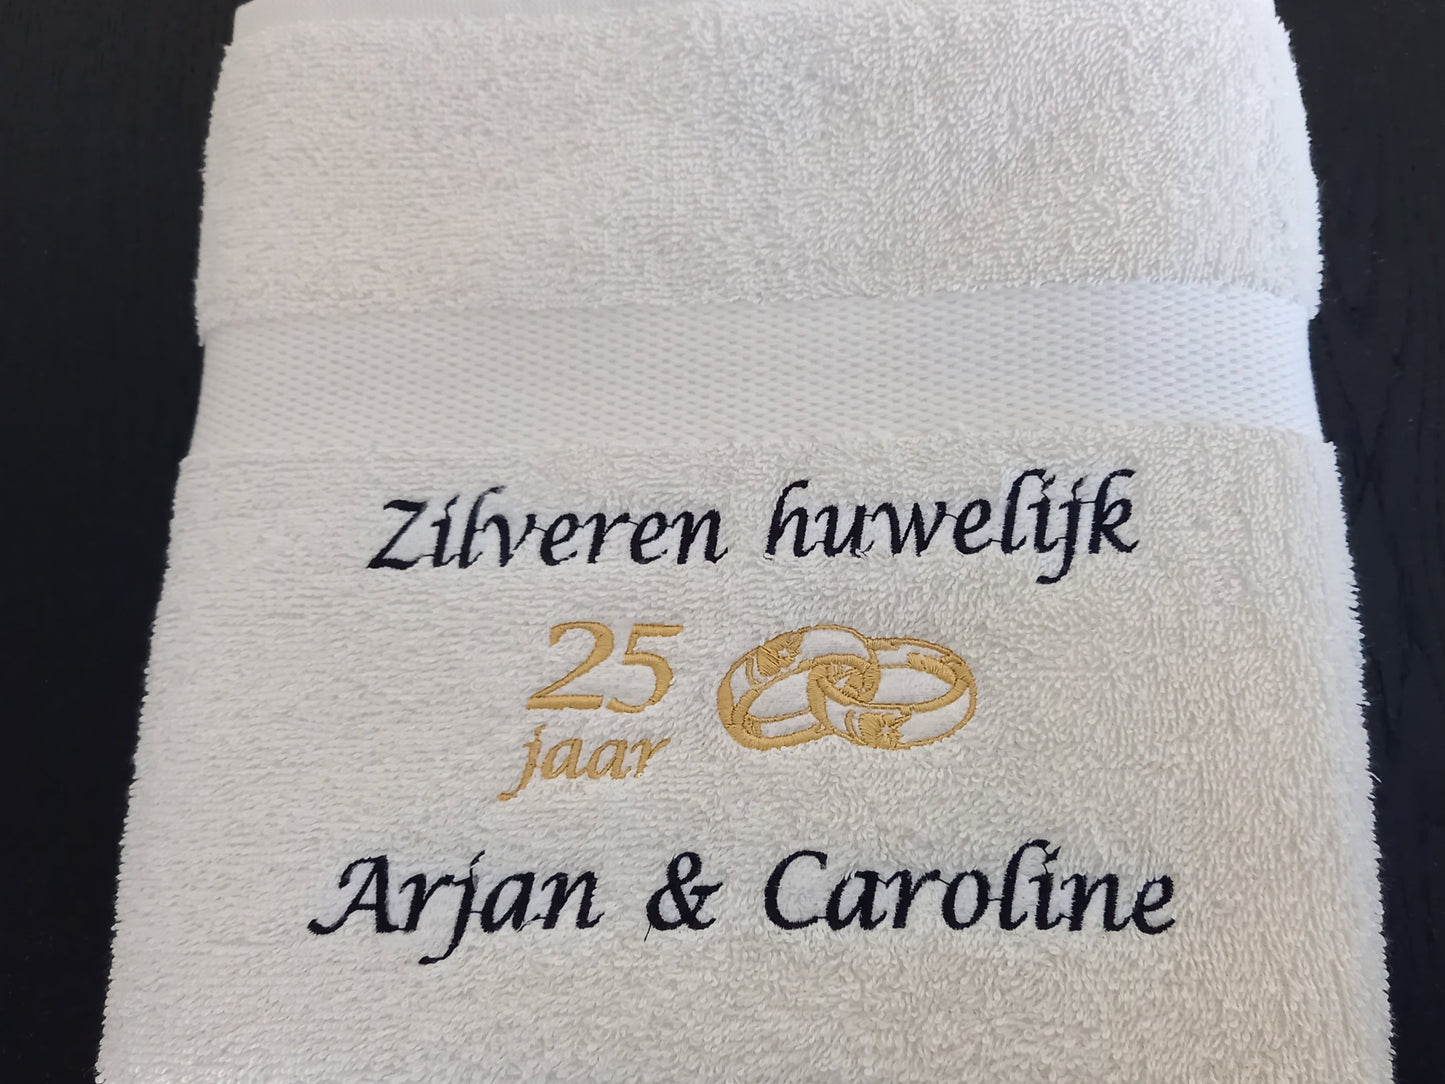 Zilveren huwelijk
25
jaar
Arjan & Caroline